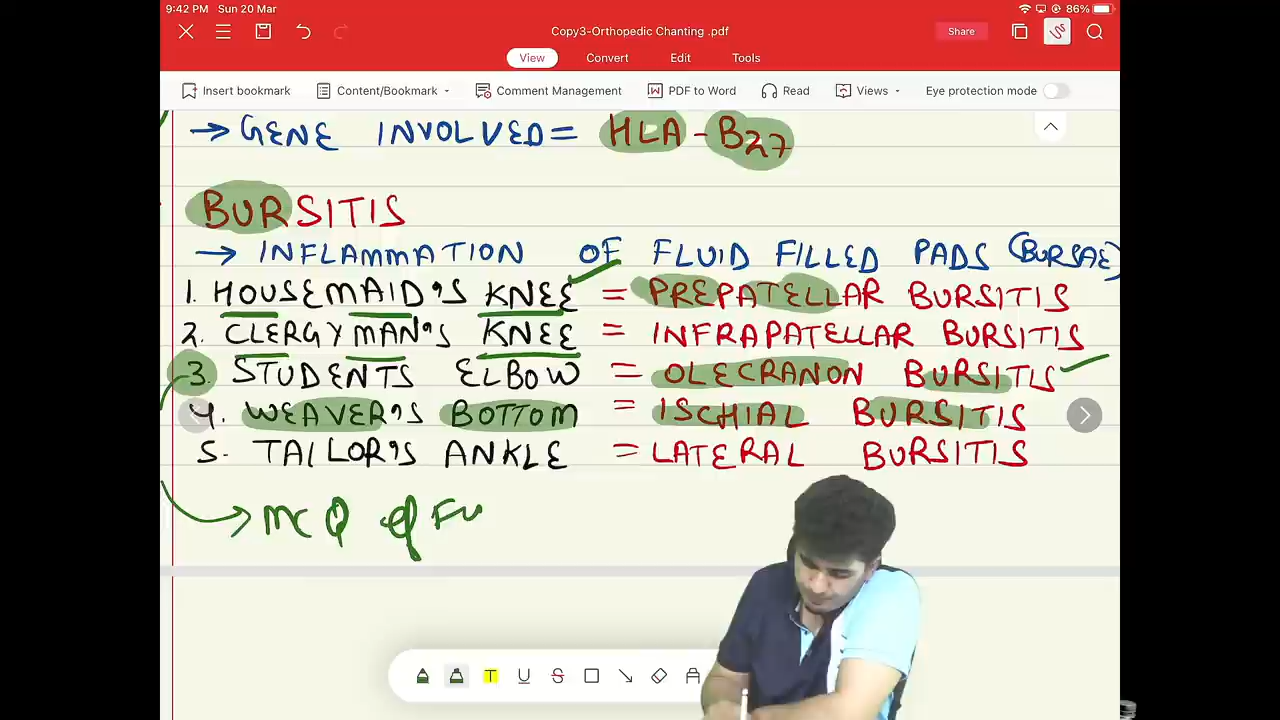 9:42 PM Sun 20 Mar 86%
Copy3-Orthopedic Chanting .pdf
Share
View Convert Edit Tools
Insert bookmark Content/Bookmark Comment Management PDF to Word Read Views Eye protection mode
→ GENE INVOLVED = HLA - B27
BURSITIS
→ INFLAMMATION OF FLUID FILLED PADS (BURSAE)
1. HOUSEMAID'S KNEE = PREPATELLAR BURSITIS
2. CLERGYMAN'S KNEE = INFRAPATELLAR BURSITIS
3. STUDENTS ELBOW = OLECRANON BURSITIS
4. WEAVER'S BOTTOM = ISCHIAL BURSITIS
5. TAILOR'S ANKLE = LATERAL BURSITIS
→ MCQ of